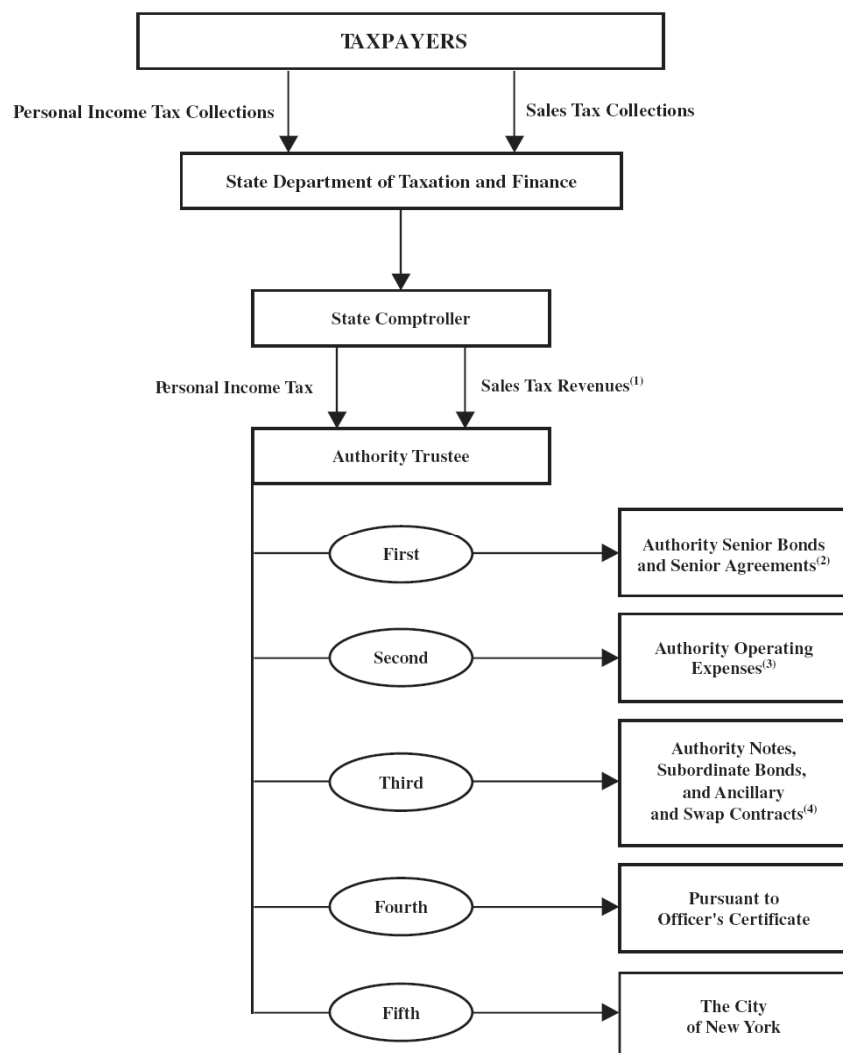 TAXPAYERS
Personal Income Tax Collections
Sales Tax Collections
State Department of Taxation and Finance
State Comptroller
Personal Income Tax
Sales Tax Revenues(1)
Authority Trustee
First
Authority Senior Bonds
and Senior Agreements(2)
Second
Authority Operating
Expenses(3)
Third
Authority Notes,
Subordinate Bonds,
and Ancillary
and Swap Contracts(4)
Fourth
Pursuant to
Officer's Certificate
Fifth
The City
of New York